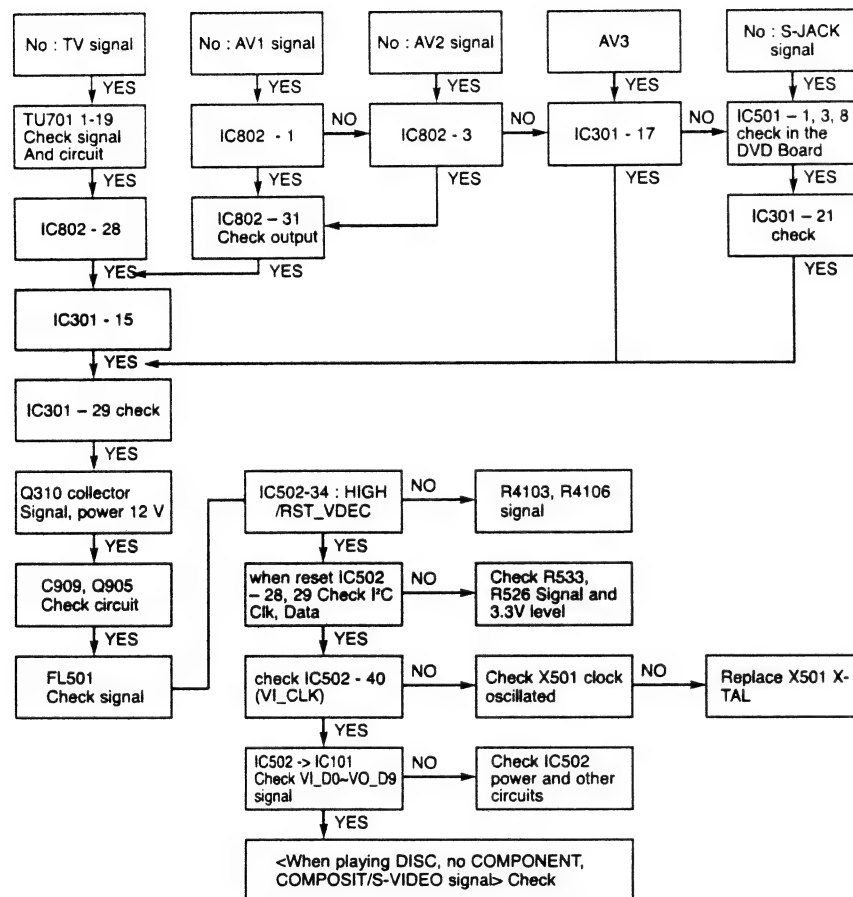 No : TV signal
No : AV1 signal
No : AV2 signal
AV3
No : S-JACK
signal
YES
YES
YES
YES
YES
TU701 1-19
Check signal
And circuit
IC802 - 1
NO
IC802 - 3
NO
IC301 - 17
NO
IC501 – 1, 3, 8
check in the
DVD Board
YES
YES
YES
YES
YES
IC802 - 28
IC802 – 31
Check output
IC301 – 21
check
YES
YES
YES
IC301 - 15
YES
IC301 – 29 check
YES
Q310 collector
Signal, power 12 V
IC502-34 : HIGH
/RST_VDEC
NO
R4103, R4106
signal
YES
YES
C909, Q905
Check circuit
when reset IC502
– 28, 29 Check I²C
Clk, Data
NO
Check R533,
R526 Signal and
3.3V level
YES
YES
FL501
Check signal
check IC502 - 40
(VI_CLK)
NO
Check X501 clock
oscillated
NO
Replace X501 X-
TAL
YES
IC502 -> IC101
Check VI_D0~VO_D9
signal
NO
Check IC502
power and other
circuits
YES
<When playing DISC, no COMPONENT,
COMPOSIT/S-VIDEO signal> Check